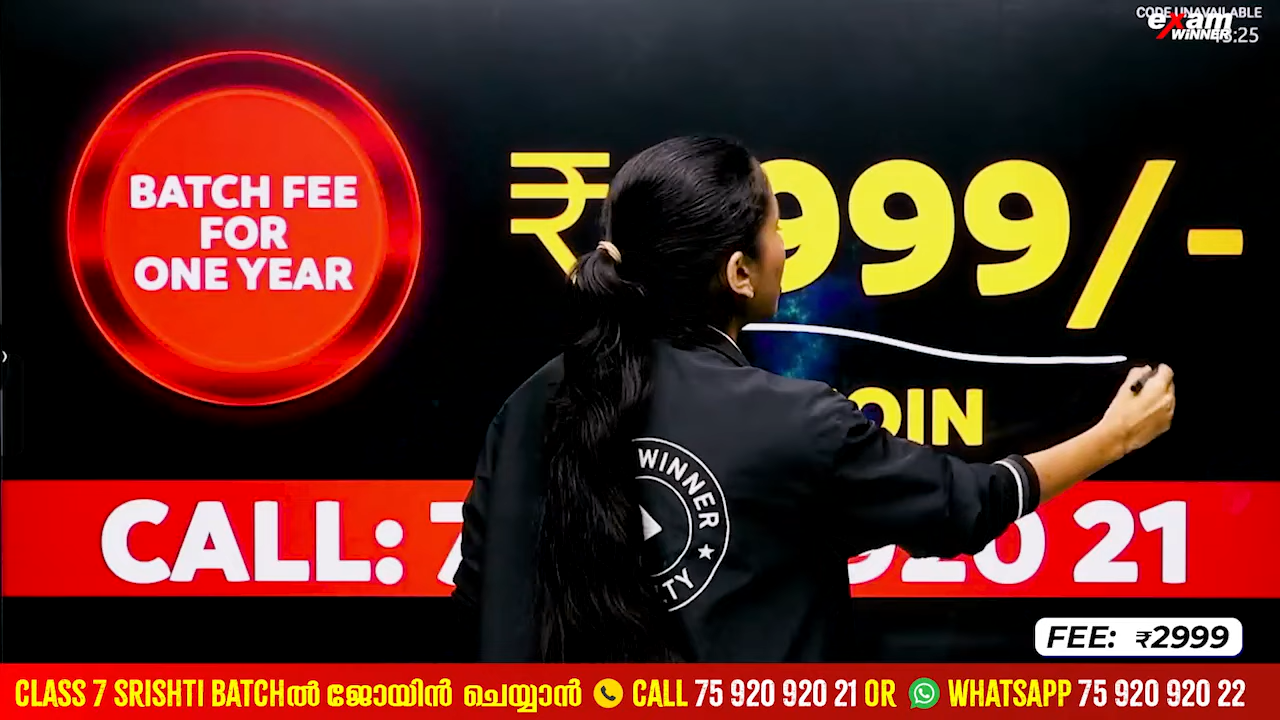 CODE UNAVAILABLE
exam
WINNER
:25
BATCH FEE
FOR
ONE YEAR
₹ 999/-
OIN
WINNER
CALL: 7 920 21
TY
FEE: ₹2999
CLASS 7 SRISHTI BATCHൽ ജോയിൻ ചെയ്യാൻ CALL 75 920 920 21 OR WHATSAPP 75 920 920 22